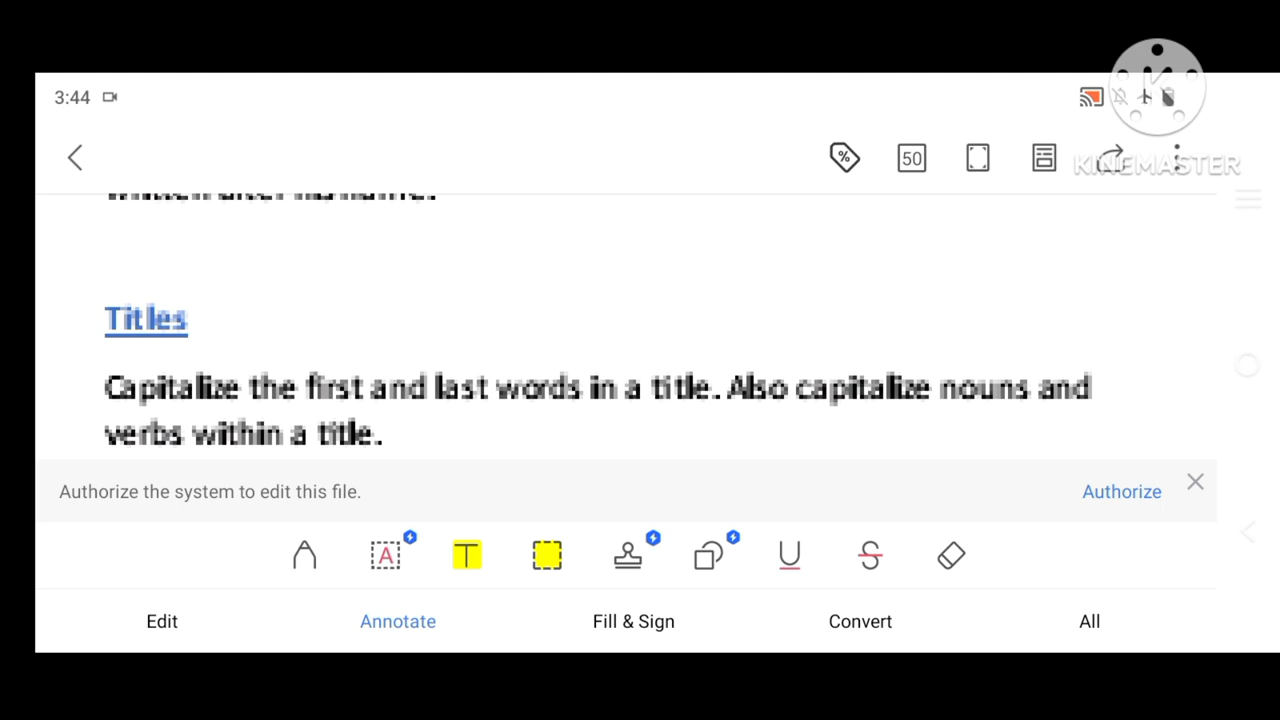 3:44
50
KINEMASTER
Titles
Capitalize the first and last words in a title. Also capitalize nouns and
verbs within a title.
Authorize the system to edit this file.
Authorize
Edit
Annotate
Fill & Sign
Convert
All